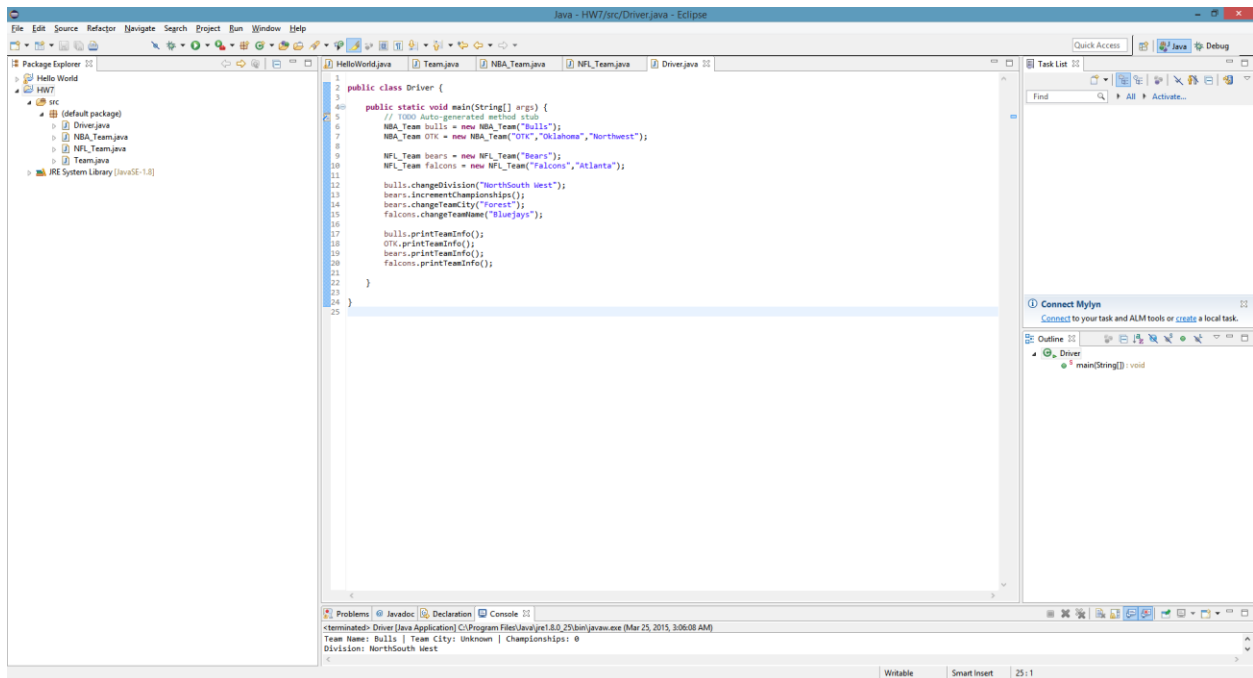 Java - HW7/src/Driver.java - Eclipse
File Edit Source Refactor Navigate Search Project Run Window Help
Quick Access
Java
Debug
Package Explorer
Hello World
HW7
src
(default package)
Driver.java
NBA_Team.java
NFL_Team.java
Team.java
JRE System Library [JavaSE-1.8]
HelloWorld.java Team.java NBA_Team.java NFL_Team.java Driver.java
1
2 public class Driver {
3
4 public static void main(String[] args) {
5 // TODO Auto-generated method stub
6 NBA_Team bulls = new NBA_Team("Bulls");
7 NBA_Team OTK = new NBA_Team("OTK","Oklahoma","Northwest");
8
9 NFL_Team bears = new NFL_Team("Bears");
10 NFL_Team falcons = new NFL_Team("Falcons","Atlanta");
11
12 bulls.changeDivision("NorthSouth West");
13 bears.incrementChampionships();
14 bears.changeTeamCity("Forest");
15 falcons.changeTeamName("Bluejays");
16
17 bulls.printTeamInfo();
18 OTK.printTeamInfo();
19 bears.printTeamInfo();
20 falcons.printTeamInfo();
21
22 }
23
24 }
25
Task List
Find All Activate...
Connect Mylyn
Connect to your task and ALM tools or create a local task.
Outline
Driver
main(String[]) : void
Problems Javadoc Declaration Console
<terminated> Driver [Java Application] C:\Program Files\Java\jre1.8.0_25\bin\javaw.exe (Mar 25, 2015, 3:06:08 AM)
Team Name: Bulls | Team City: Unknown | Championships: 0
Division: NorthSouth West
Writable Smart Insert 25 : 1